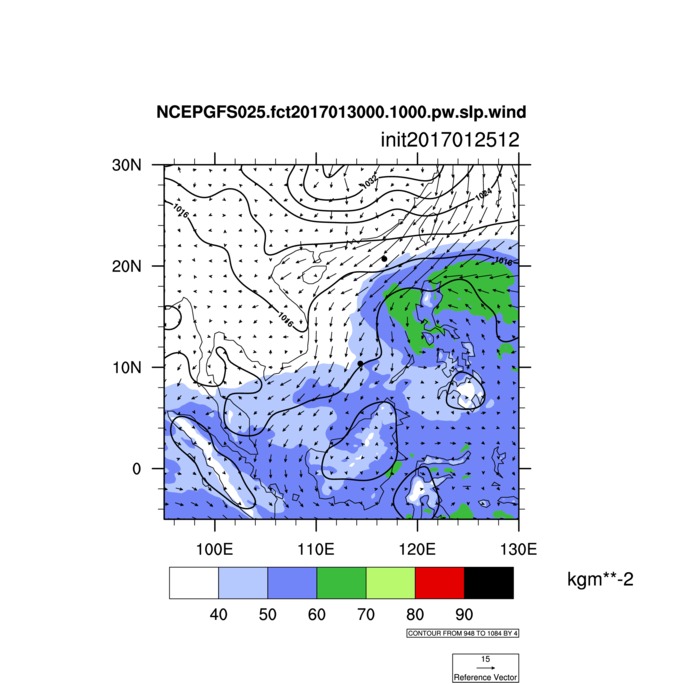 NCEPGFS025.fct2017013000.1000.pw.slp.wind
init2017012512
30N
1032
1024
1016
20N
1016
1016
10N
0
100E 110E 120E 130E
kgm**-2
40 50 60 70 80 90
CONTOUR FROM 948 TO 1084 BY 4
15
Reference Vector